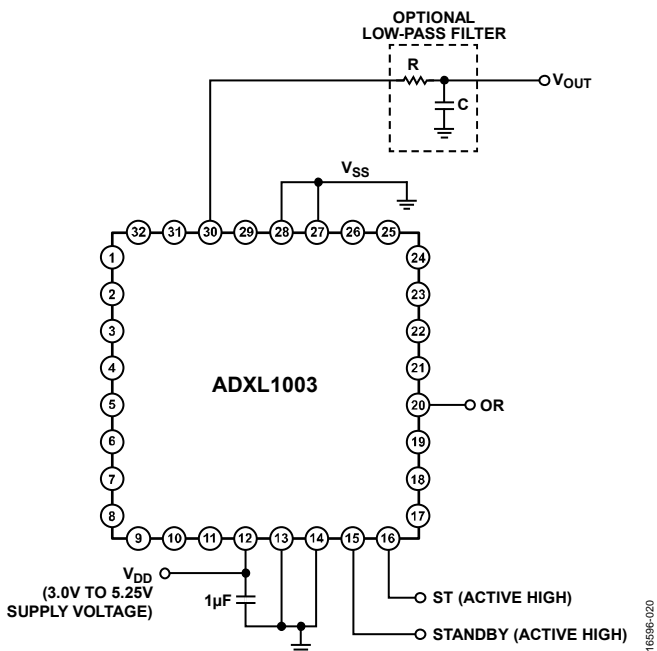 OPTIONAL
LOW-PASS FILTER
R
C
VOUT
VSS
32 31 30 29 28 27 26 25
1
2
3
4
5
6
7
8
24
23
22
21
20
19
18
17
ADXL1003
OR
9 10 11 12 13 14 15 16
VDD
(3.0V TO 5.25V
SUPPLY VOLTAGE)
1µF
ST (ACTIVE HIGH)
STANDBY (ACTIVE HIGH)
16596-020